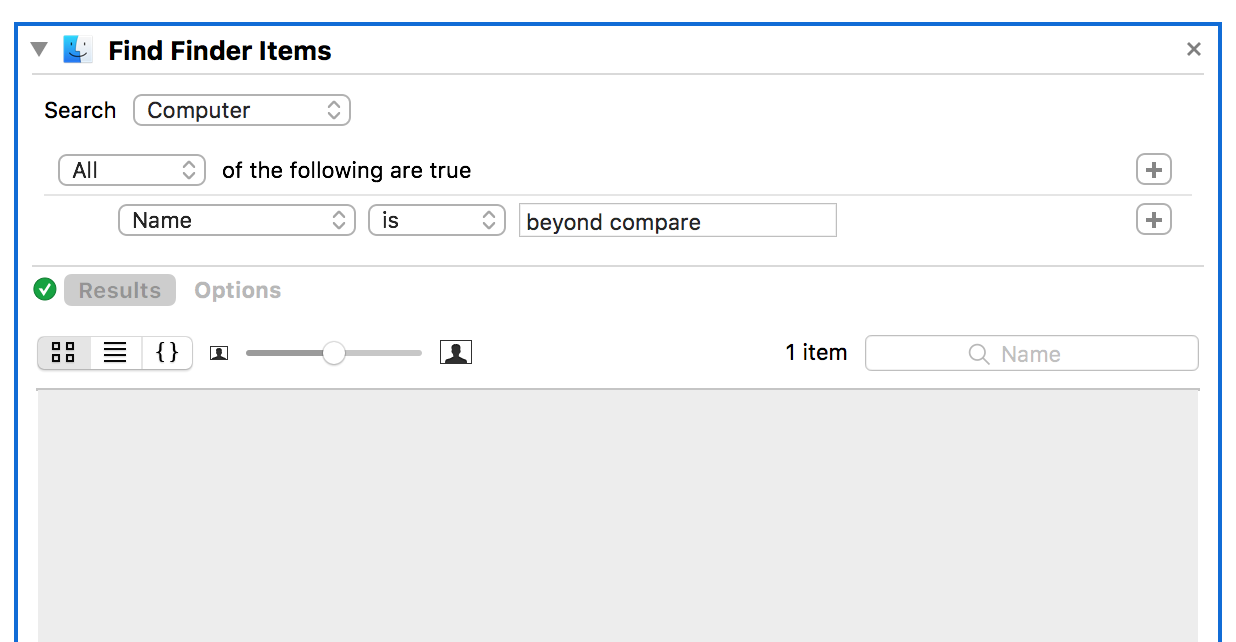 Find Finder Items
Search Computer
All of the following are true
Name is beyond compare
Results Options
{} 1 item Name